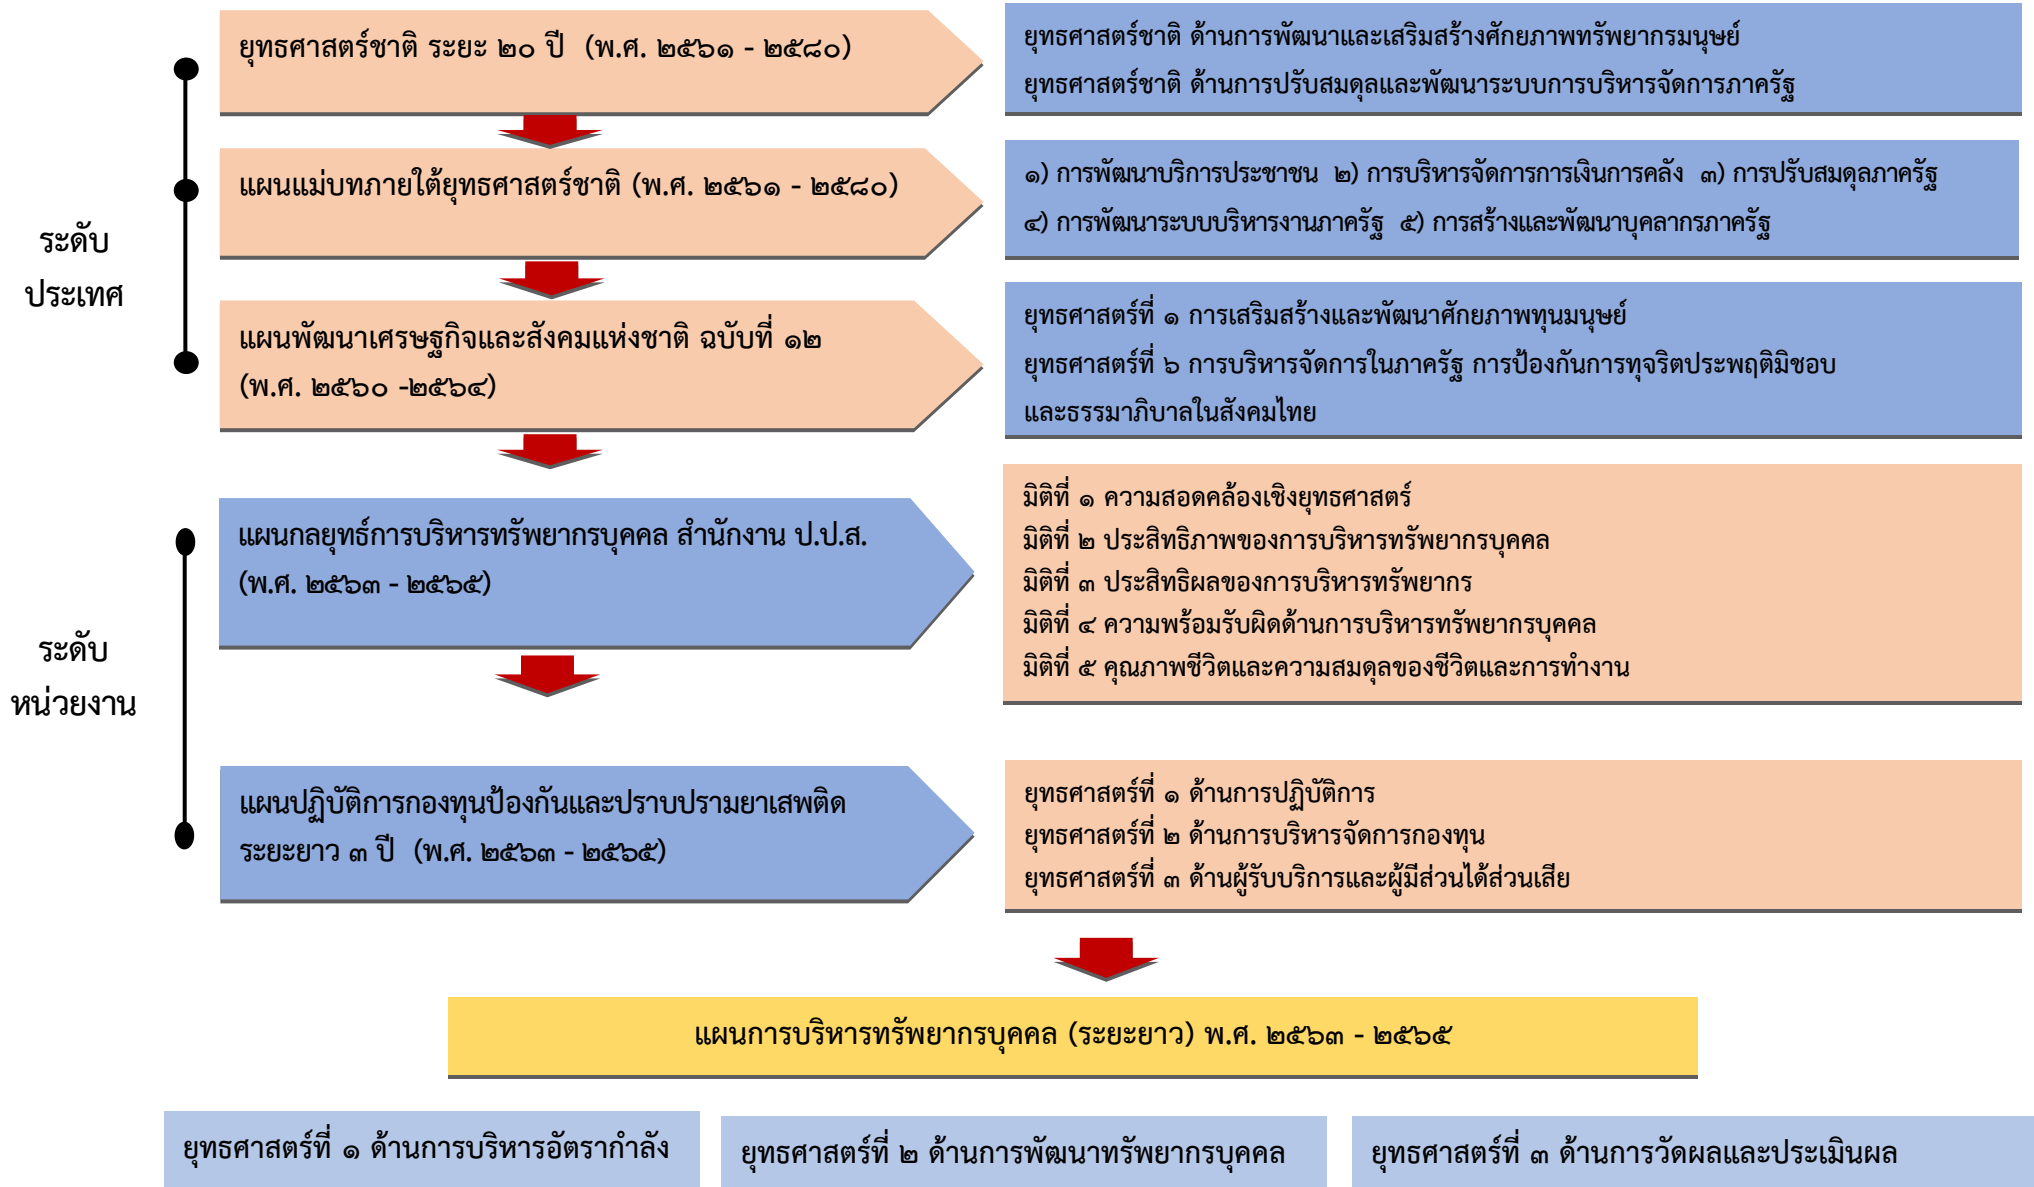 ระดับ
ประเทศ
ยุทธศาสตร์ชาติ ระยะ ๒๐ ปี (พ.ศ. ๒๕๖๑ - ๒๕๘๐)
ยุทธศาสตร์ชาติ ด้านการพัฒนาและเสริมสร้างศักยภาพทรัพยากรมนุษย์
ยุทธศาสตร์ชาติ ด้านการปรับสมดุลและพัฒนาระบบการบริหารจัดการภาครัฐ
แผนแม่บทภายใต้ยุทธศาสตร์ชาติ (พ.ศ. ๒๕๖๑ - ๒๕๘๐)
๑) การพัฒนาบริการประชาชน ๒) การบริหารจัดการการเงินการคลัง ๓) การปรับสมดุลภาครัฐ
๔) การพัฒนาระบบบริหารงานภาครัฐ ๕) การสร้างและพัฒนาบุคลากรภาครัฐ
แผนพัฒนาเศรษฐกิจและสังคมแห่งชาติ ฉบับที่ ๑๒
(พ.ศ. ๒๕๖๐ -๒๕๖๔)
ยุทธศาสตร์ที่ ๑ การเสริมสร้างและพัฒนาศักยภาพทุนมนุษย์
ยุทธศาสตร์ที่ ๖ การบริหารจัดการในภาครัฐ การป้องกันการทุจริตประพฤติมิชอบ
และธรรมาภิบาลในสังคมไทย
ระดับ
หน่วยงาน
แผนกลยุทธ์การบริหารทรัพยากรบุคคล สำนักงาน ป.ป.ส.
(พ.ศ. ๒๕๖๓ - ๒๕๖๕)
มิติที่ ๑ ความสอดคล้องเชิงยุทธศาสตร์
มิติที่ ๒ ประสิทธิภาพของการบริหารทรัพยากรบุคคล
มิติที่ ๓ ประสิทธิผลของการบริหารทรัพยากร
มิติที่ ๔ ความพร้อมรับผิดด้านการบริหารทรัพยากรบุคคล
มิติที่ ๕ คุณภาพชีวิตและความสมดุลของชีวิตและการทำงาน
แผนปฏิบัติการกองทุนป้องกันและปราบปรามยาเสพติด
ระยะยาว ๓ ปี (พ.ศ. ๒๕๖๓ - ๒๕๖๕)
ยุทธศาสตร์ที่ ๑ ด้านการปฏิบัติการ
ยุทธศาสตร์ที่ ๒ ด้านการบริหารจัดการกองทุน
ยุทธศาสตร์ที่ ๓ ด้านผู้รับบริการและผู้มีส่วนได้ส่วนเสีย
แผนการบริหารทรัพยากรบุคคล (ระยะยาว) พ.ศ. ๒๕๖๓ - ๒๕๖๕
ยุทธศาสตร์ที่ ๑ ด้านการบริหารอัตรากำลัง
ยุทธศาสตร์ที่ ๒ ด้านการพัฒนาทรัพยากรบุคคล
ยุทธศาสตร์ที่ ๓ ด้านการวัดผลและประเมินผล